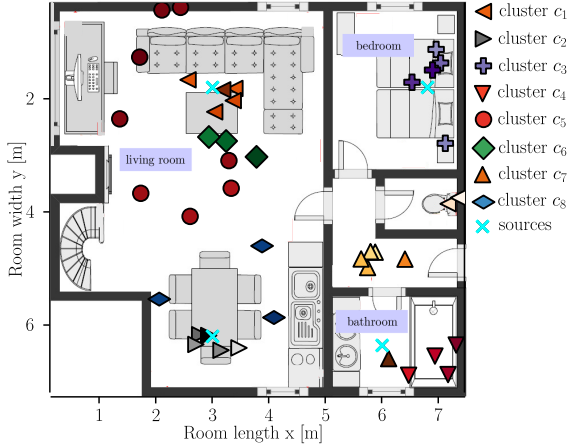 cluster c₁
cluster c₂
cluster c₃
cluster c₄
cluster c₅
cluster c₆
cluster c₇
cluster c₈
sources
bedroom
living room
bathroom
2
4
6
Room width y [m]
1 2 3 4 5 6 7
Room length x [m]